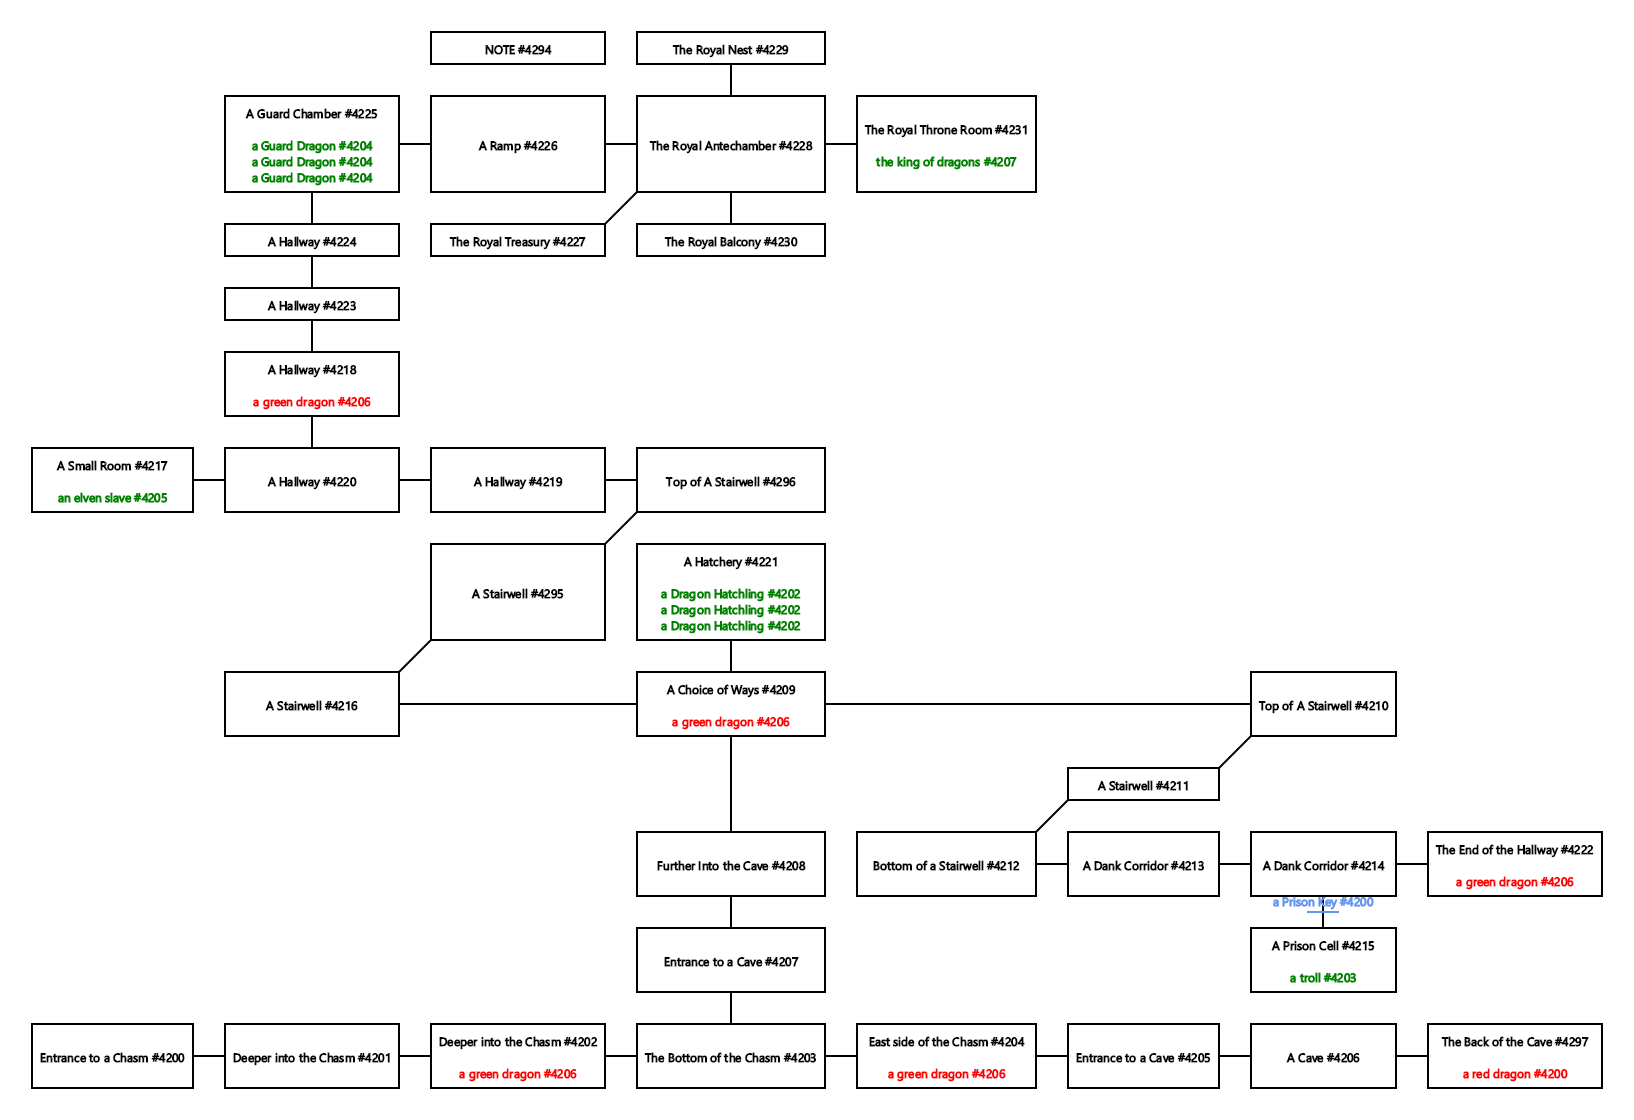 NOTE #4294
The Royal Nest #4229
A Guard Chamber #4225
a Guard Dragon #4204
a Guard Dragon #4204
a Guard Dragon #4204
A Ramp #4226
The Royal Antechamber #4228
The Royal Throne Room #4231
the king of dragons #4207
A Hallway #4224
The Royal Treasury #4227
The Royal Balcony #4230
A Hallway #4223
A Hallway #4218
a green dragon #4206
A Small Room #4217
an elven slave #4205
A Hallway #4220
A Hallway #4219
Top of A Stairwell #4296
A Stairwell #4295
A Hatchery #4221
a Dragon Hatchling #4202
a Dragon Hatchling #4202
a Dragon Hatchling #4202
A Stairwell #4216
A Choice of Ways #4209
a green dragon #4206
Top of A Stairwell #4210
A Stairwell #4211
Further Into the Cave #4208
Bottom of a Stairwell #4212
A Dank Corridor #4213
A Dank Corridor #4214
The End of the Hallway #4222
a green dragon #4206
a Prison Key #4200
Entrance to a Cave #4207
A Prison Cell #4215
a troll #4203
Entrance to a Chasm #4200
Deeper into the Chasm #4201
Deeper into the Chasm #4202
a green dragon #4206
The Bottom of the Chasm #4203
East side of the Chasm #4204
a green dragon #4206
Entrance to a Cave #4205
A Cave #4206
The Back of the Cave #4297
a red dragon #4200